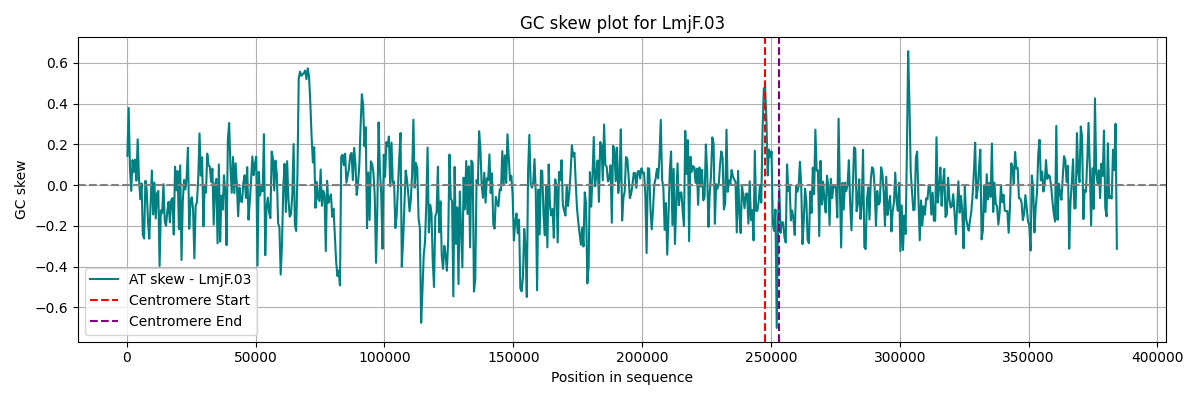 GC skew plot for LmjF.03
GC skew
0.6
0.4
0.2
0.0
−0.2
−0.4
−0.6
AT skew - LmjF.03
Centromere Start
Centromere End
0 50000 100000 150000 200000 250000 300000 350000 400000
Position in sequence